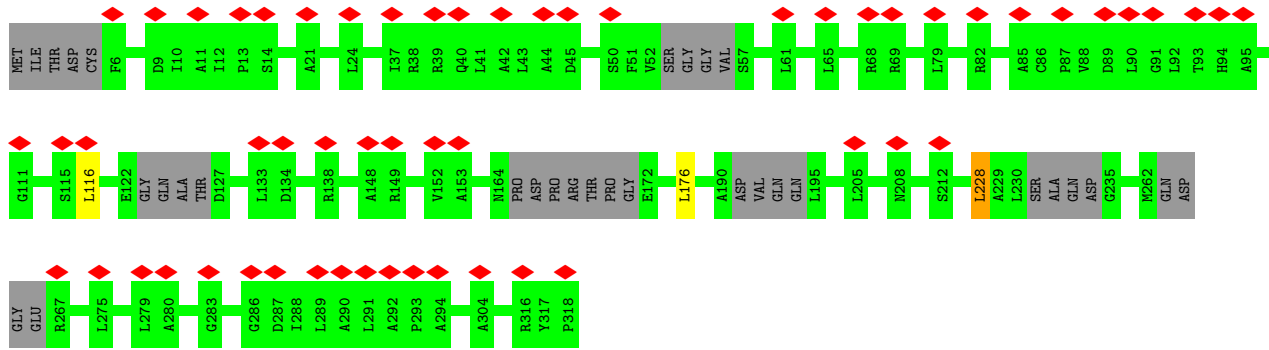 MET ILE THR ASP CYS F6 D9 I10 A11 I12 P13 S14 A21 L24 I37 R38 R39 Q40 L41 A42 L43 A44 D45 S50 F51 V52 SER GLY GLY VAL S57 L61 L65 R68 R69 L79 R82 A85 C86 P87 V88 D89 L90 G91 L92 T93 H94 A95
G111 S115 L116 E122 GLY GLN ALA THR D127 L133 D134 R138 A148 R149 V152 A153 N164 PRO ASP PRO ARG THR PRO GLY E172 L176 A190 ASP VAL GLN GLN L195 L205 N208 S212 L228 A229 L230 SER ALA GLN ASP G235 M262 GLN ASP
GLY GLU R267 L275 L279 A280 G283 G286 D287 I288 L289 A290 L291 A292 P293 A294 A304 R316 Y317 P318